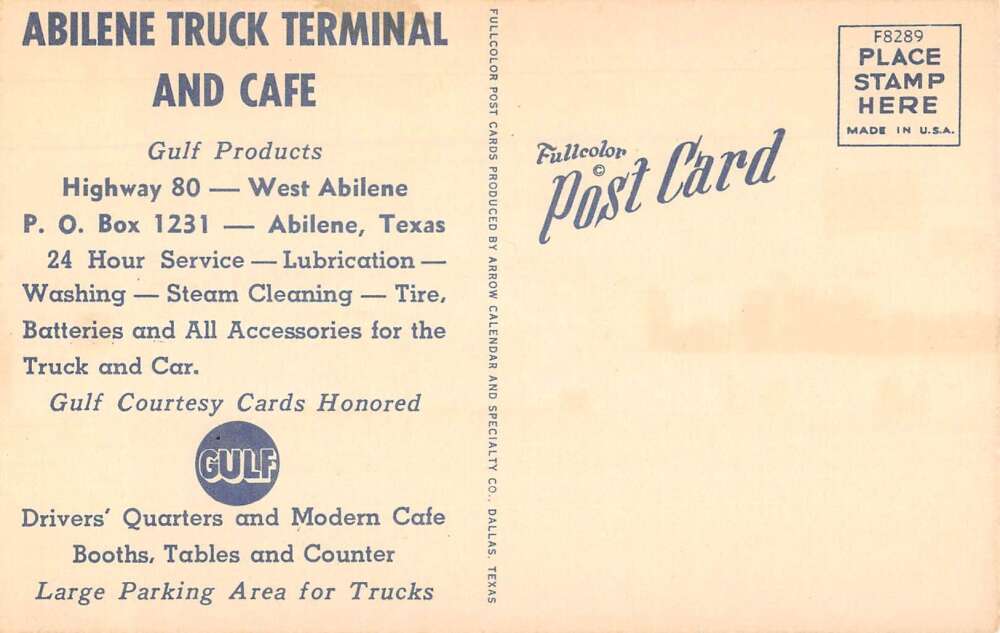 ABILENE TRUCK TERMINAL
AND CAFE
Gulf Products
Highway 80 — West Abilene
P. O. Box 1231 — Abilene, Texas
24 Hour Service — Lubrication —
Washing — Steam Cleaning — Tire,
Batteries and All Accessories for the
Truck and Car.
Gulf Courtesy Cards Honored
GULF
Drivers' Quarters and Modern Cafe
Booths, Tables and Counter
Large Parking Area for Trucks
FULLCOLOR POST CARDS PRODUCED BY ARROW CALENDAR AND SPECIALTY CO., DALLAS, TEXAS
Fullcolor
©
Post Card
F8289
PLACE
STAMP
HERE
MADE IN U.S.A.